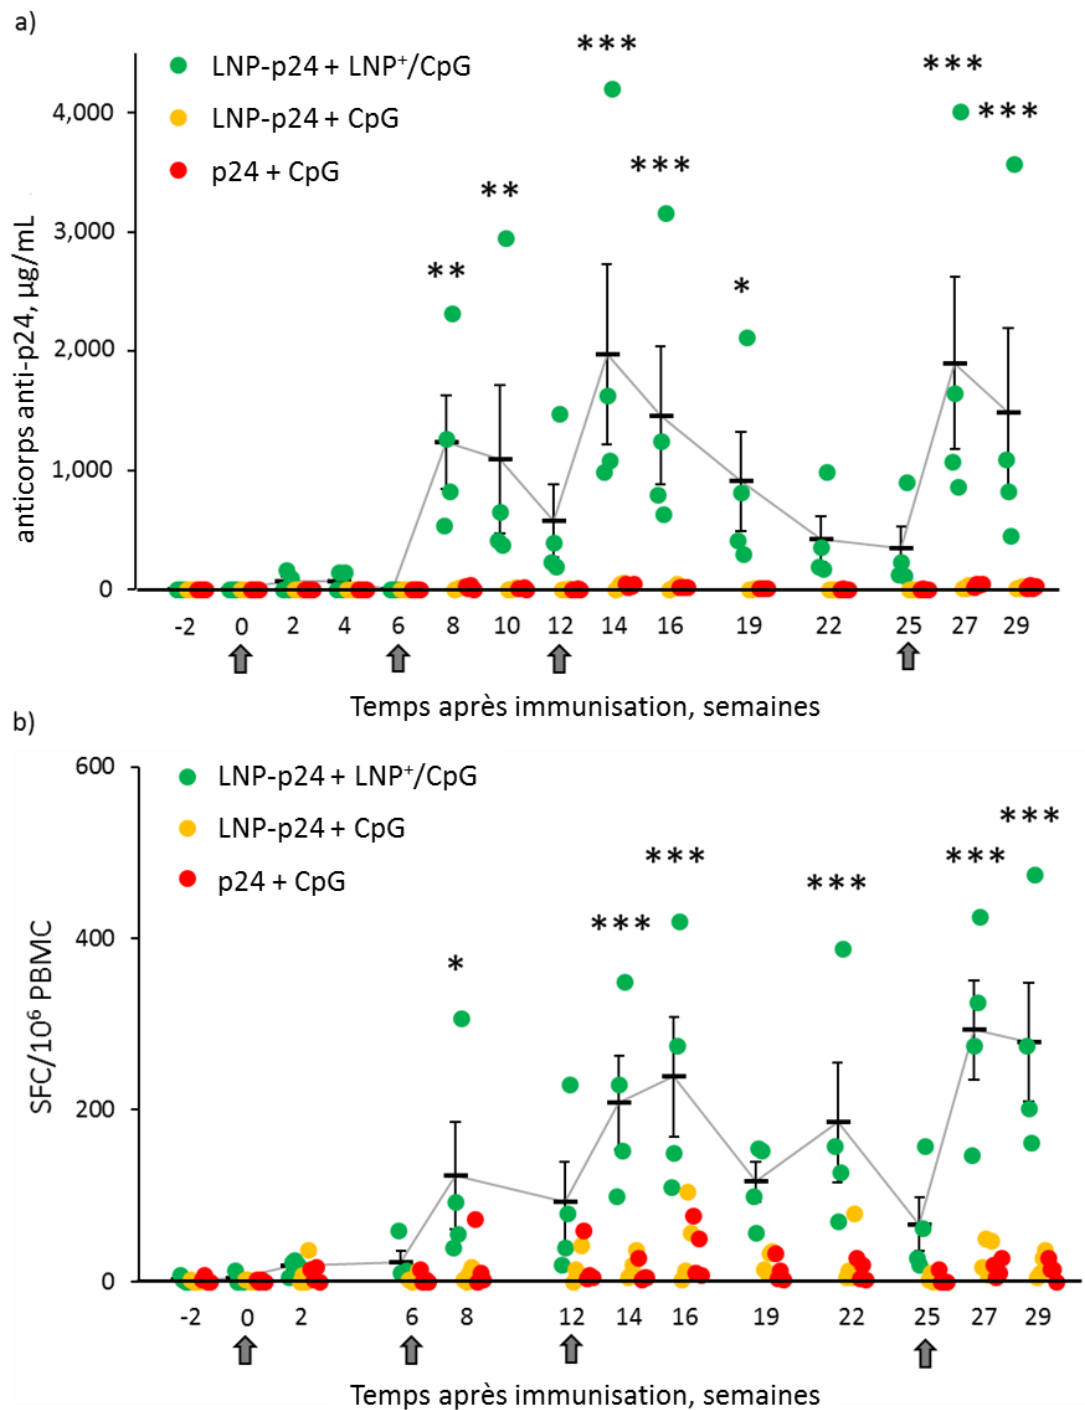 a)
***
***
LNP-p24 + LNP⁺/CpG
***
LNP-p24 + CpG
4,000
***
p24 + CpG
**
3,000
**
*
2,000
anticorps anti-p24, µg/mL
1,000
0
-2 0 2 4 6 8 10 12 14 16 19 22 25 27 29
Temps après immunisation, semaines
b)
600
LNP-p24 + LNP⁺/CpG
***
LNP-p24 + CpG
*** ***
p24 + CpG
***
***
400
*
SFC/10⁶ PBMC
200
0
-2 0 2 6 8 12 14 16 19 22 25 27 29
Temps après immunisation, semaines